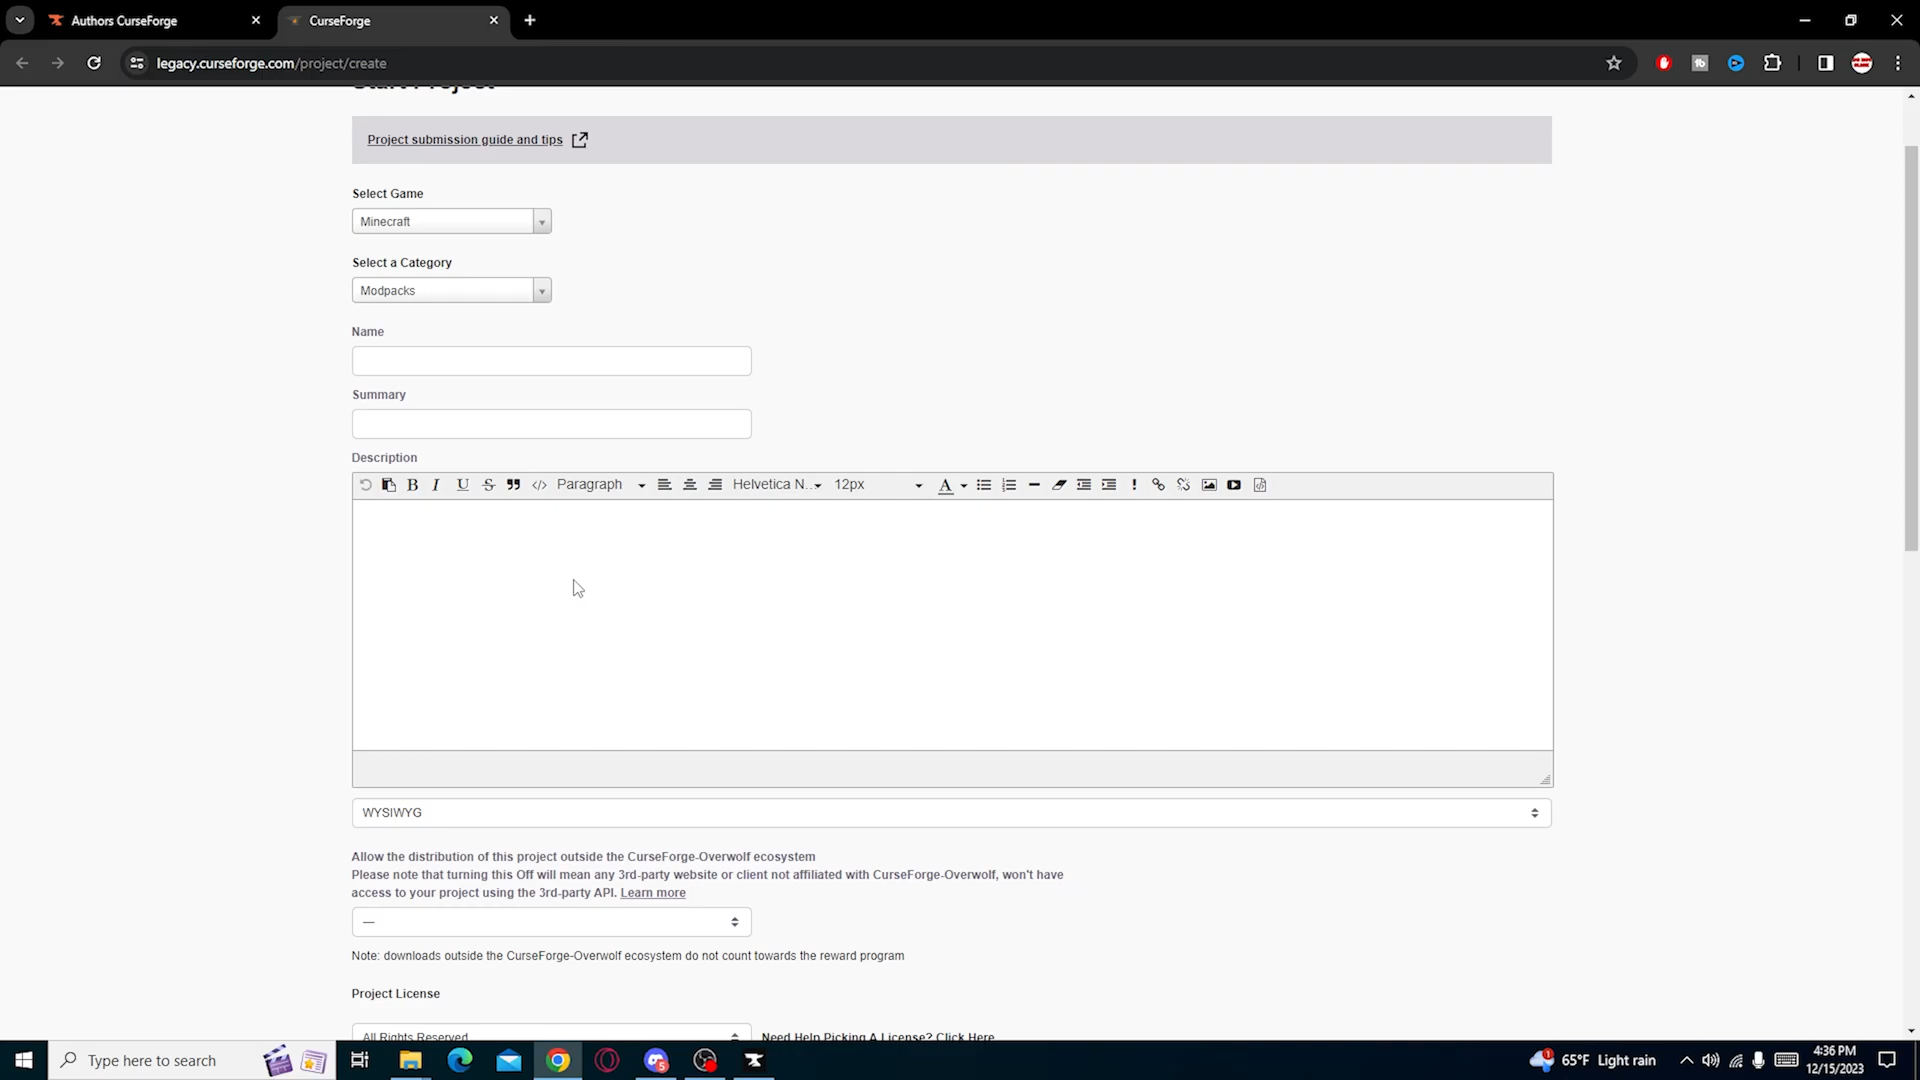 Authors CurseForge
CurseForge
legacy.curseforge.com/project/create
Start Project
Project submission guide and tips
Select Game
Minecraft
Select a Category
Modpacks
Name
Summary
Description
Paragraph
Helvetica N...
12px
WYSIWYG
Allow the distribution of this project outside the CurseForge-Overwolf ecosystem
Please note that turning this Off will mean any 3rd-party website or client not affiliated with CurseForge-Overwolf, won't have
access to your project using the 3rd-party API. Learn more
—
Note: downloads outside the CurseForge-Overwolf ecosystem do not count towards the reward program
Project License
All Rights Reserved
Need Help Picking A License? Click Here
Type here to search
5
1
65°F Light rain
4:36 PM
12/15/2023